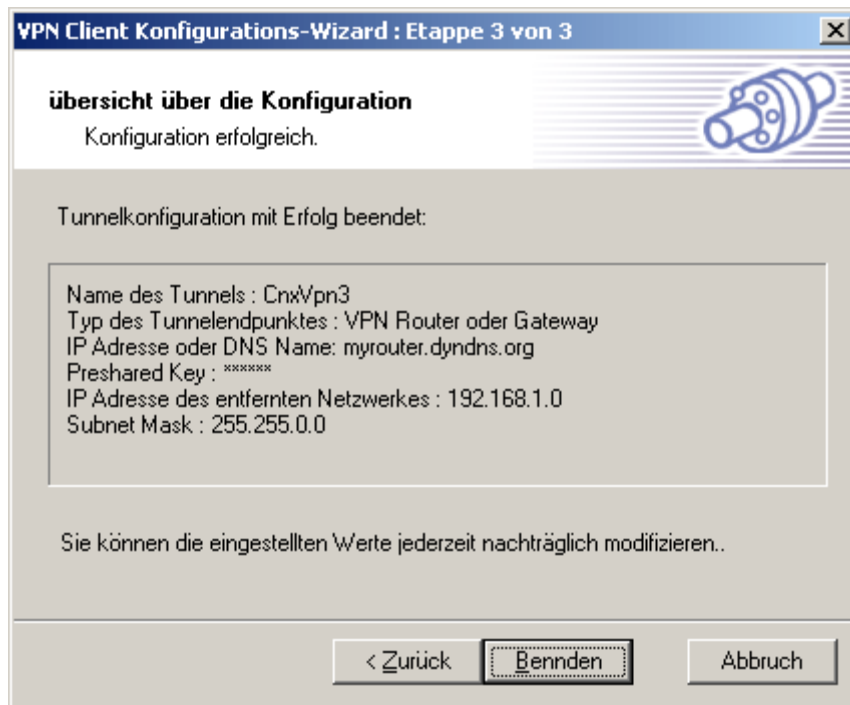 VPN Client Konfigurations-Wizard : Etappe 3 von 3
übersicht über die Konfiguration
Konfiguration erfolgreich.
Tunnelkonfiguration mit Erfolg beendet:
Name des Tunnels : CnxVpn3
Typ des Tunnelendpunktes : VPN Router oder Gateway
IP Adresse oder DNS Name: myrouter.dyndns.org
Preshared Key : ******
IP Adresse des entfernten Netzwerkes : 192.168.1.0
Subnet Mask : 255.255.0.0
Sie können die eingestellten Werte jederzeit nachträglich modifizieren..
< Zurück Bennden Abbruch